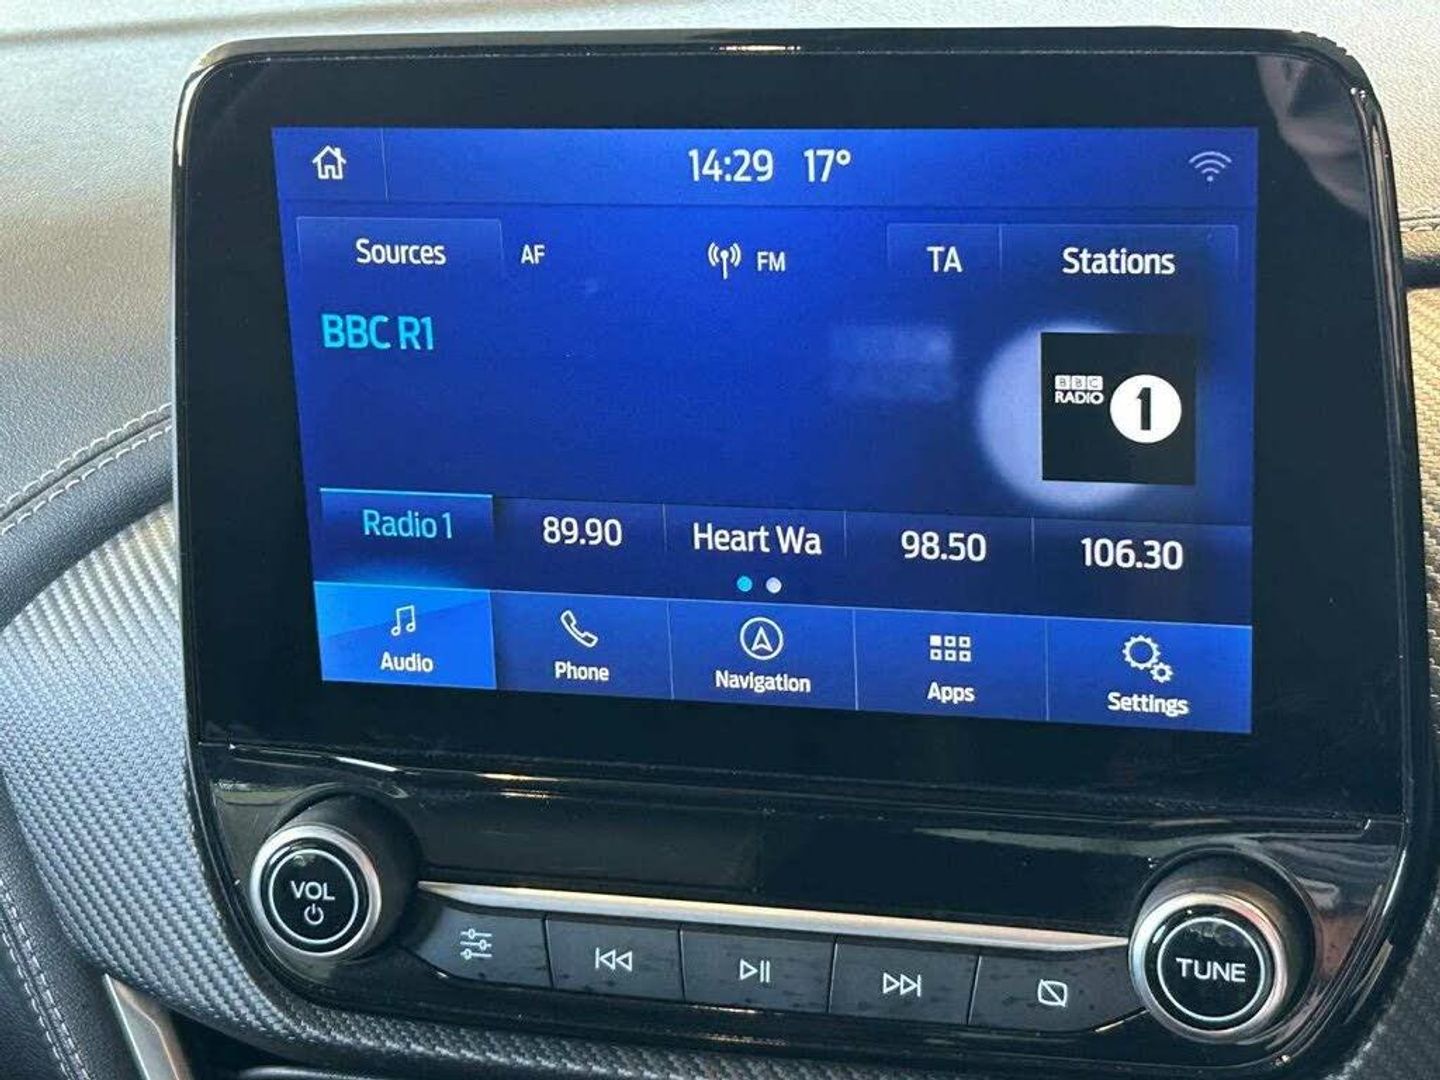 14:29 17°
Sources AF FM TA Stations
BBC R1
BBC
RADIO 1
Radio 1 89.90 Heart Wa 98.50 106.30
Audio Phone Navigation Apps Settings
VOL
TUNE